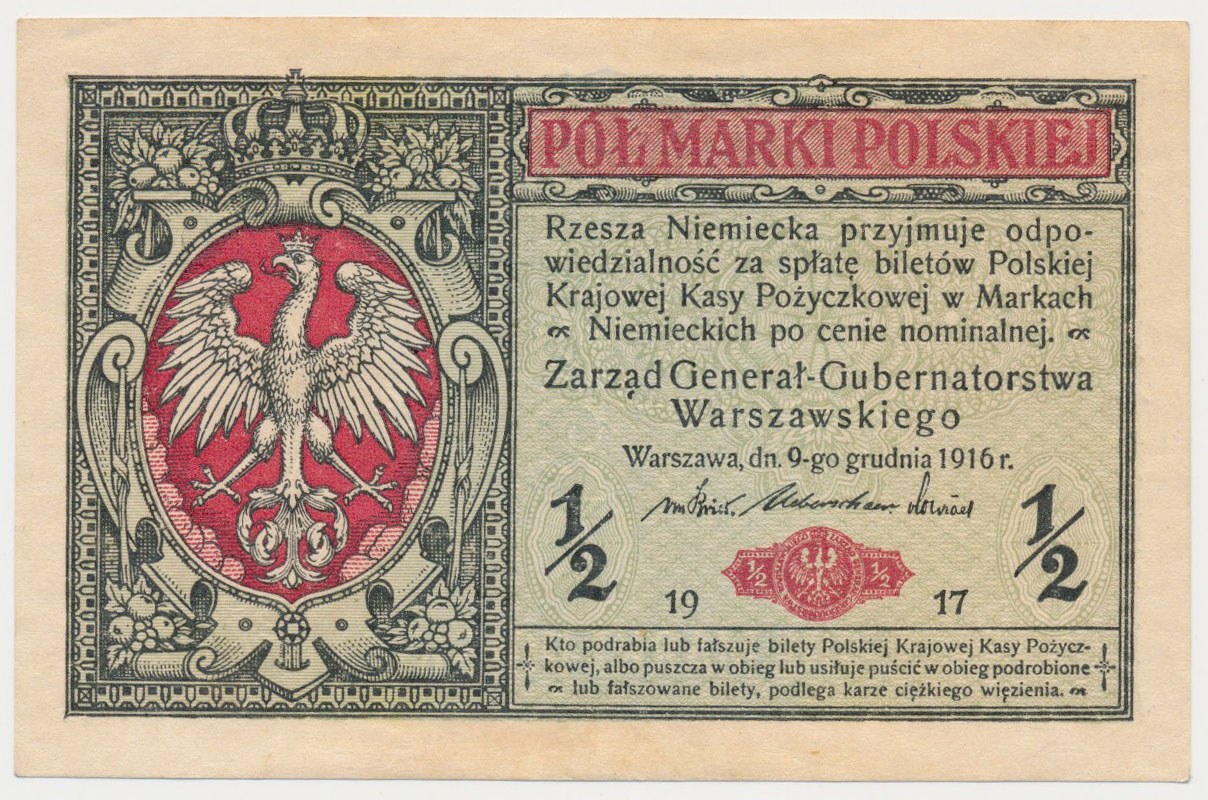 PÓŁ MARKI POLSKIEJ
Rzesza Niemiecka przyjmuje odpo-
wiedzialność za spłatę biletów Polskiej
Krajowej Kasy Pożyczkowej w Markach
Niemieckich po cenie nominalnej.
Zarząd Generał-Gubernatorstwa
Warszawskiego
Warszawa, dn. 9-go grudnia 1916 r.
1/2 1/2
1/2 1/2
19 17
Kto podrabia lub fałszuje bilety Polskiej Krajowej Kasy Pożycz-
kowej, albo puszcza w obieg lub usiłuje puścić w obieg podrobione
lub fałszowane bilety, podlega karze ciężkiego więzienia.